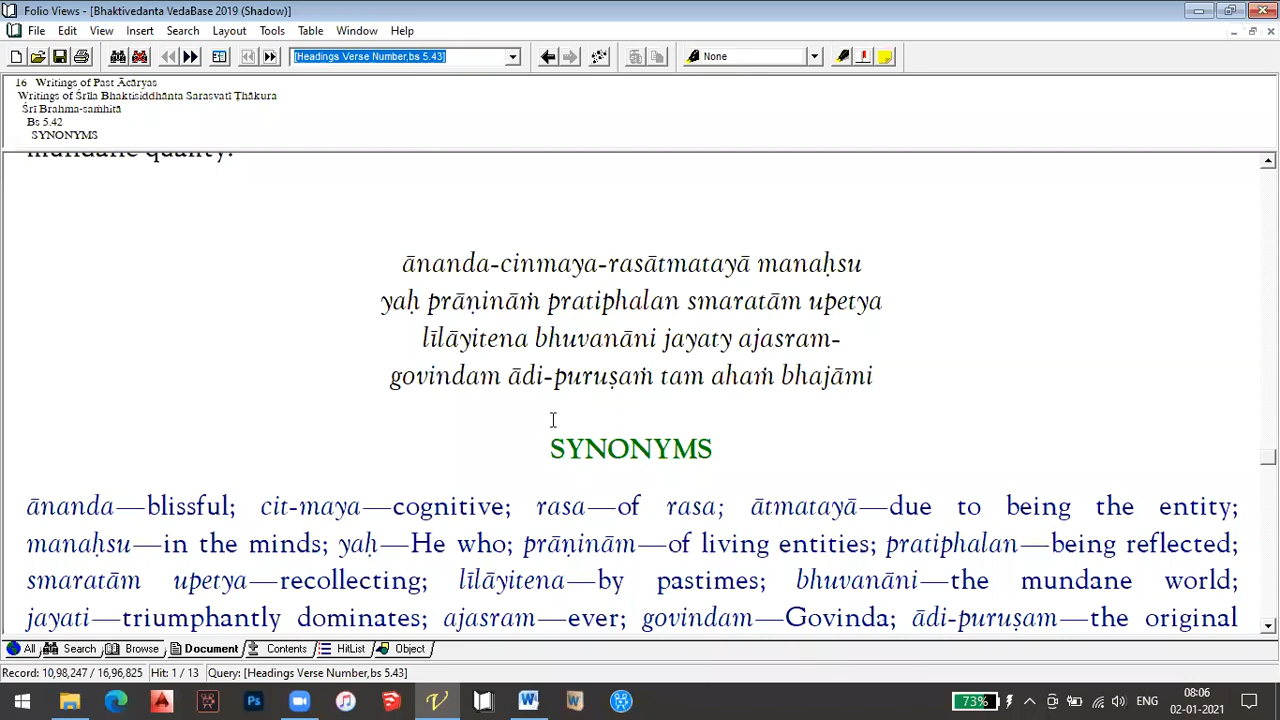 Folio Views - [Bhaktivedanta VedaBase 2019 (Shadow)]
File Edit View Insert Search Layout Tools Table Window Help
[Headings Verse Number,bs 5.43] None
16 Writings of Past Ācāryas
Writings of Śrīla Bhaktisiddhānta Sarasvatī Ṭhākura
Śrī Brahma-saṁhitā
Bs 5.42
SYNONYMS
mundane quality.
ānanda-cinmaya-rasātmatayā manaḥsu
yaḥ prāṇināṁ pratiphalan smaratām upetya
līlāyitena bhuvanāni jayaty ajasram-
govindam ādi-puruṣaṁ tam ahaṁ bhajāmi
SYNONYMS
ānanda—blissful; cit-maya—cognitive; rasa—of rasa; ātmatayā—due to being the entity;
manaḥsu—in the minds; yaḥ—He who; prāṇinām—of living entities; pratiphalan—being reflected;
smaratām upetya—recollecting; līlāyitena—by pastimes; bhuvanāni—the mundane world;
jayati—triumphantly dominates; ajasram—ever; govindam—Govinda; ādi-puruṣam—the original
All Search Browse Document Contents HitList Object
Record: 10,98,247 / 16,96,825 Hit: 1 / 13 Query: [Headings Verse Number,bs 5.43]
73% ENG 08:06
02-01-2021